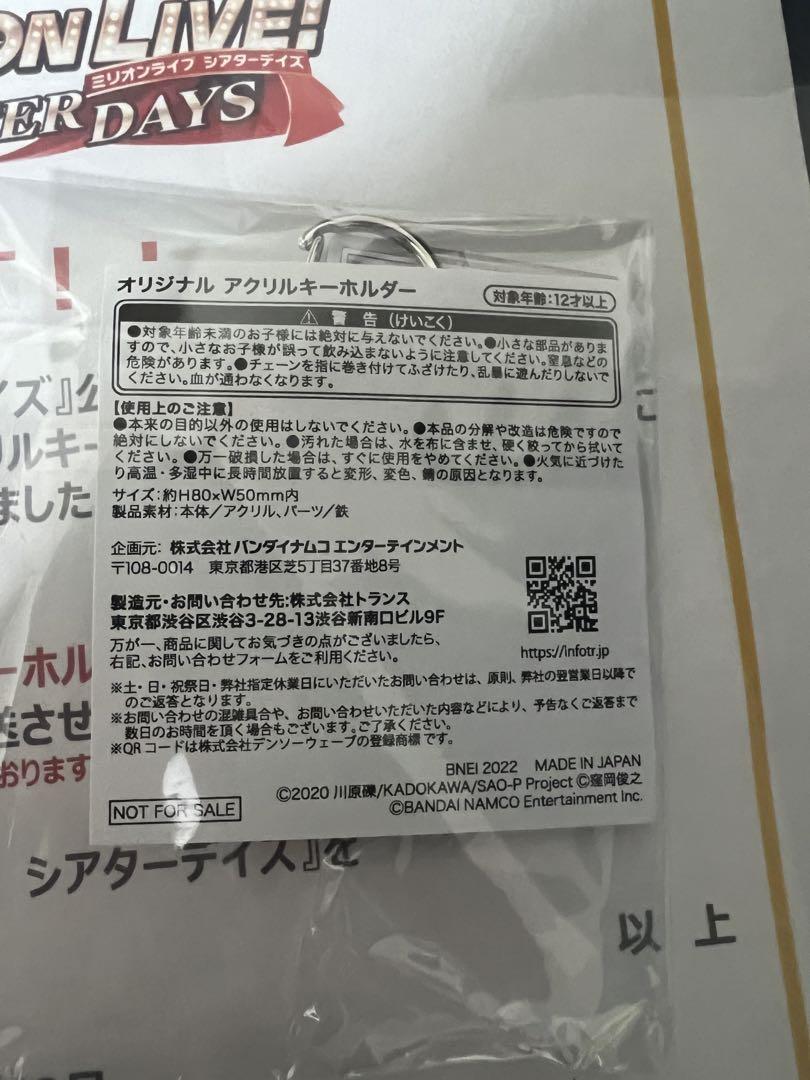 ON LIVE!
ミリオンライブ シアターデイズ
ER DAYS
！！
オリジナル アクリルキーホルダー
対象年齢:12才以上
⚠ 警 告 (けいこく)
●対象年齢未満のお子様には絶対に与えないでください。●小さな部品がありま
すので、小さなお子様が誤って飲み込まないように注意してください。窒息などの
危険があります。●チェーンを指に巻き付けてふざけたり、乱暴に遊んだりしないで
ください。血が通わなくなります。
【使用上のご注意】
●本来の目的以外の使用はしないでください。●本品の分解や改造は危険ですので
絶対にしないでください。●汚れた場合は、水を布に含ませ、硬く絞ってから拭いて
ください。●万一破損した場合は、すぐに使用をやめてください。●火気に近づけた
り高温・多湿中に長時間放置すると変形、変色、錆の原因となります。
サイズ:約H80×W50mm内
製品素材:本体／アクリル、パーツ／鉄
企画元: 株式会社 バンダイナムコ エンターテインメント
〒108-0014 東京都港区芝5丁目37番地8号
製造元・お問い合わせ先:株式会社トランス
東京都渋谷区渋谷3-28-13渋谷新南口ビル9F
万が一、商品に関してお気づきの点がございましたら、
右記、お問い合わせフォームをご利用ください。
https://infotr.jp
※土・日・祝祭日・弊社指定休業日にいただいたお問い合わせは、原則、弊社の翌営業日以降で
のご返答となります。
※お問い合わせの混雑具合や、お問い合わせいただいた内容などにより、予告なくご返答まで
数日のお時間を頂く場合もございます。ご了承ください。
※QRコードは株式会社デンソーウェーブの登録商標です。
BNEI 2022 MADE IN JAPAN
©2020 川原礫/KADOKAWA/SAO-P Project ©窪岡俊之
©BANDAI NAMCO Entertainment Inc.
NOT FOR SALE
イズ』公
リルキー
ました
に
ーホル
送させ
おります
シアターデイズ』を
以 上